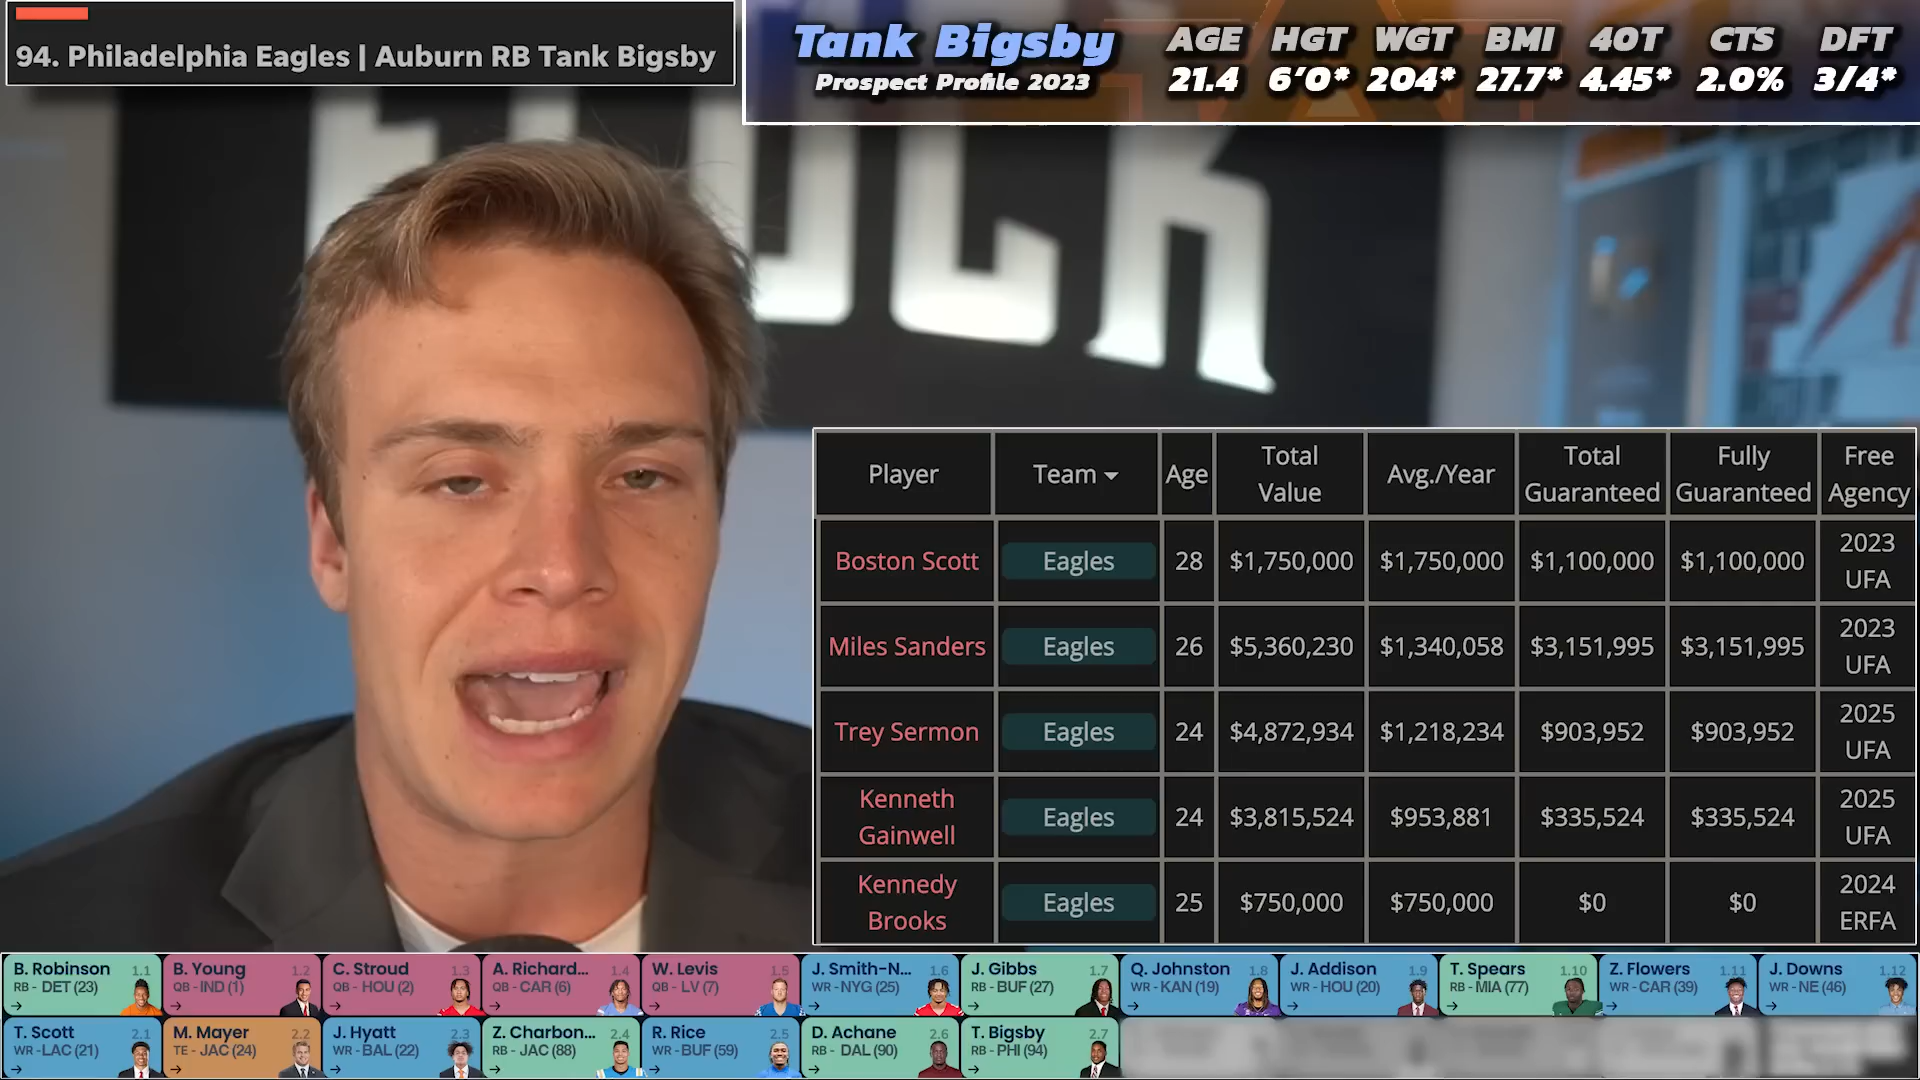 94. Philadelphia Eagles | Auburn RB Tank Bigsby
Tank Bigsby
Prospect Profile 2023
AGE HGT WGT BMI 40T CTS DFT
21.4 6'0* 204* 27.7* 4.45* 2.0% 3/4*
Player Team Age Total Value Avg./Year Total Guaranteed Fully Guaranteed Free Agency
Boston Scott Eagles 28 $1,750,000 $1,750,000 $1,100,000 $1,100,000 2023 UFA
Miles Sanders Eagles 26 $5,360,230 $1,340,058 $3,151,995 $3,151,995 2023 UFA
Trey Sermon Eagles 24 $4,872,934 $1,218,234 $903,952 $903,952 2025 UFA
Kenneth Gainwell Eagles 24 $3,815,524 $953,881 $335,524 $335,524 2025 UFA
Kennedy Brooks Eagles 25 $750,000 $750,000 $0 $0 2024 ERFA
B. Robinson 1.1 B. Young 1.2 C. Stroud 1.3 A. Richard... 1.4 W. Levis 1.5 J. Smith-N... 1.6 J. Gibbs 1.7 Q. Johnston 1.8 J. Addison 1.9 T. Spears 1.10 Z. Flowers 1.11 J. Downs 1.12
RB - DET (23) QB - IND (1) QB - HOU (2) QB - CAR (6) QB - LV (7) WR - NYG (25) RB - BUF (27) WR - KAN (19) WR - HOU (20) RB - MIA (77) WR - CAR (39) WR - NE (46)
T. Scott 2.1 M. Mayer 2.2 J. Hyatt 2.3 Z. Charbon... 2.4 R. Rice 2.5 D. Achane 2.6 T. Bigsby 2.7
WR - LAC (21) TE - JAC (24) WR - BAL (22) RB - JAC (88) WR - BUF (59) RB - DAL (90) RB - PHI (94)